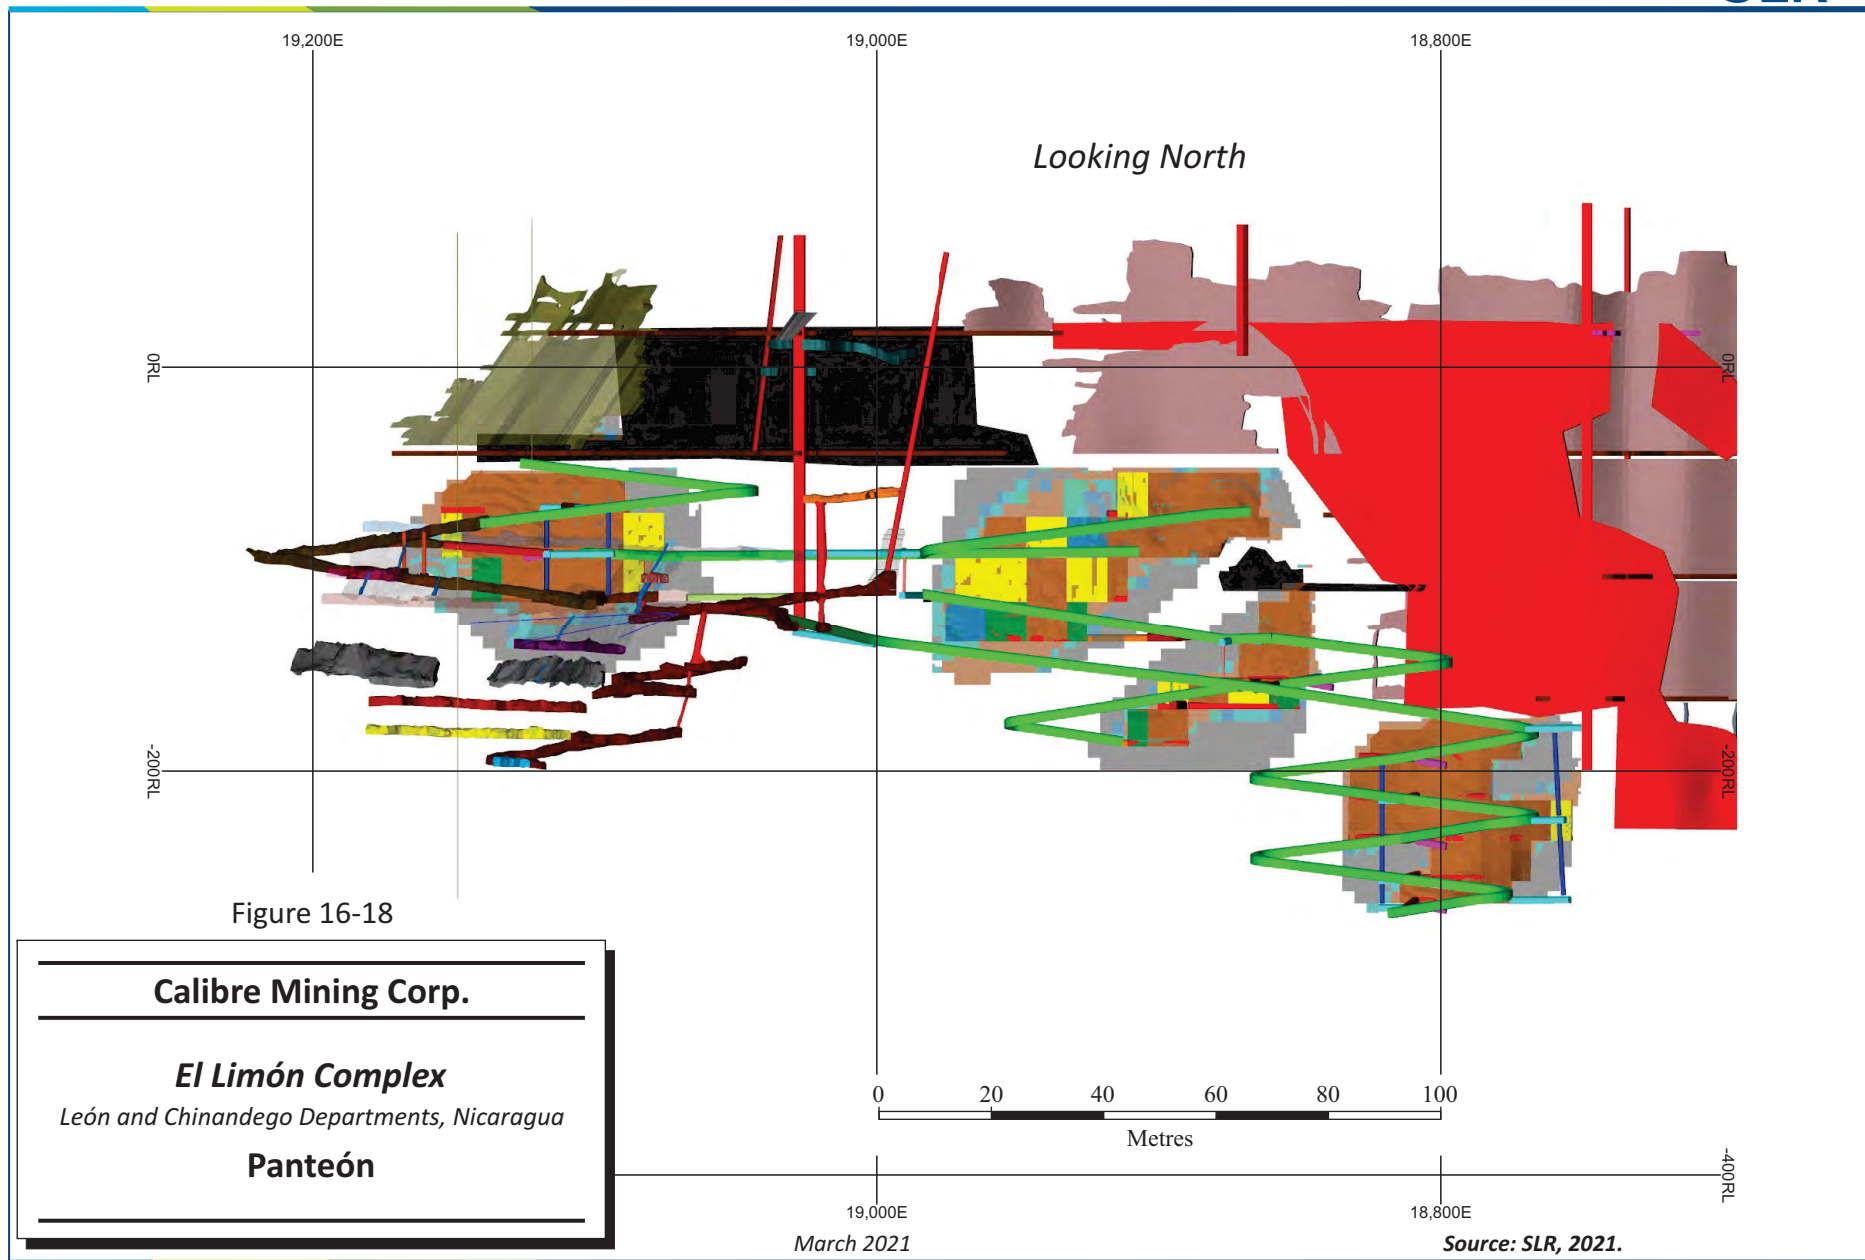 SLR
19,200E
19,000E
18,800E
Looking North
0RL
0RL
-200RL
-200RL
Figure 16-18
Calibre Mining Corp.
El Limón Complex
León and Chinandego Departments, Nicaragua
Panteón
0 20 40 60 80 100
Metres
-400RL
19,000E
18,800E
March 2021
Source: SLR, 2021.